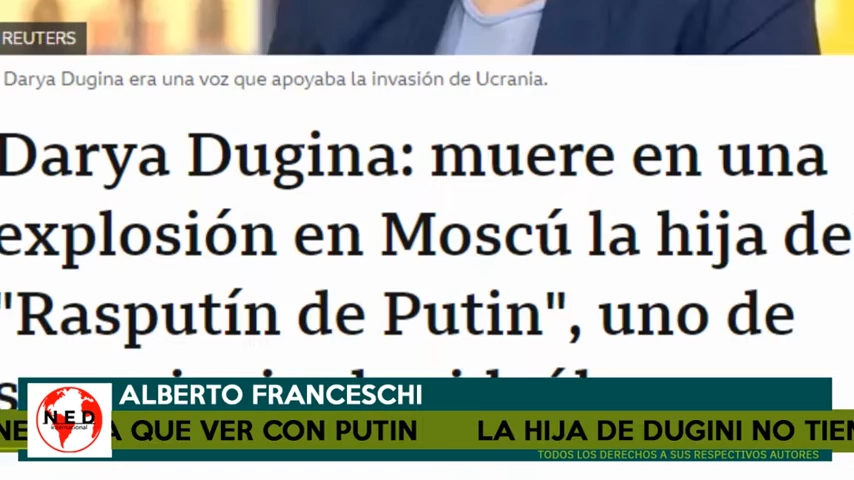 REUTERS
Darya Dugina era una voz que apoyaba la invasión de Ucrania.
Darya Dugina: muere en una
explosión en Moscú la hija de
"Rasputín de Putin", uno de
ALBERTO FRANCESCHI
NED
international
A QUE VER CON PUTIN LA HIJA DE DUGINI NO TIEN
TODOS LOS DERECHOS A SUS RESPECTIVOS AUTORES